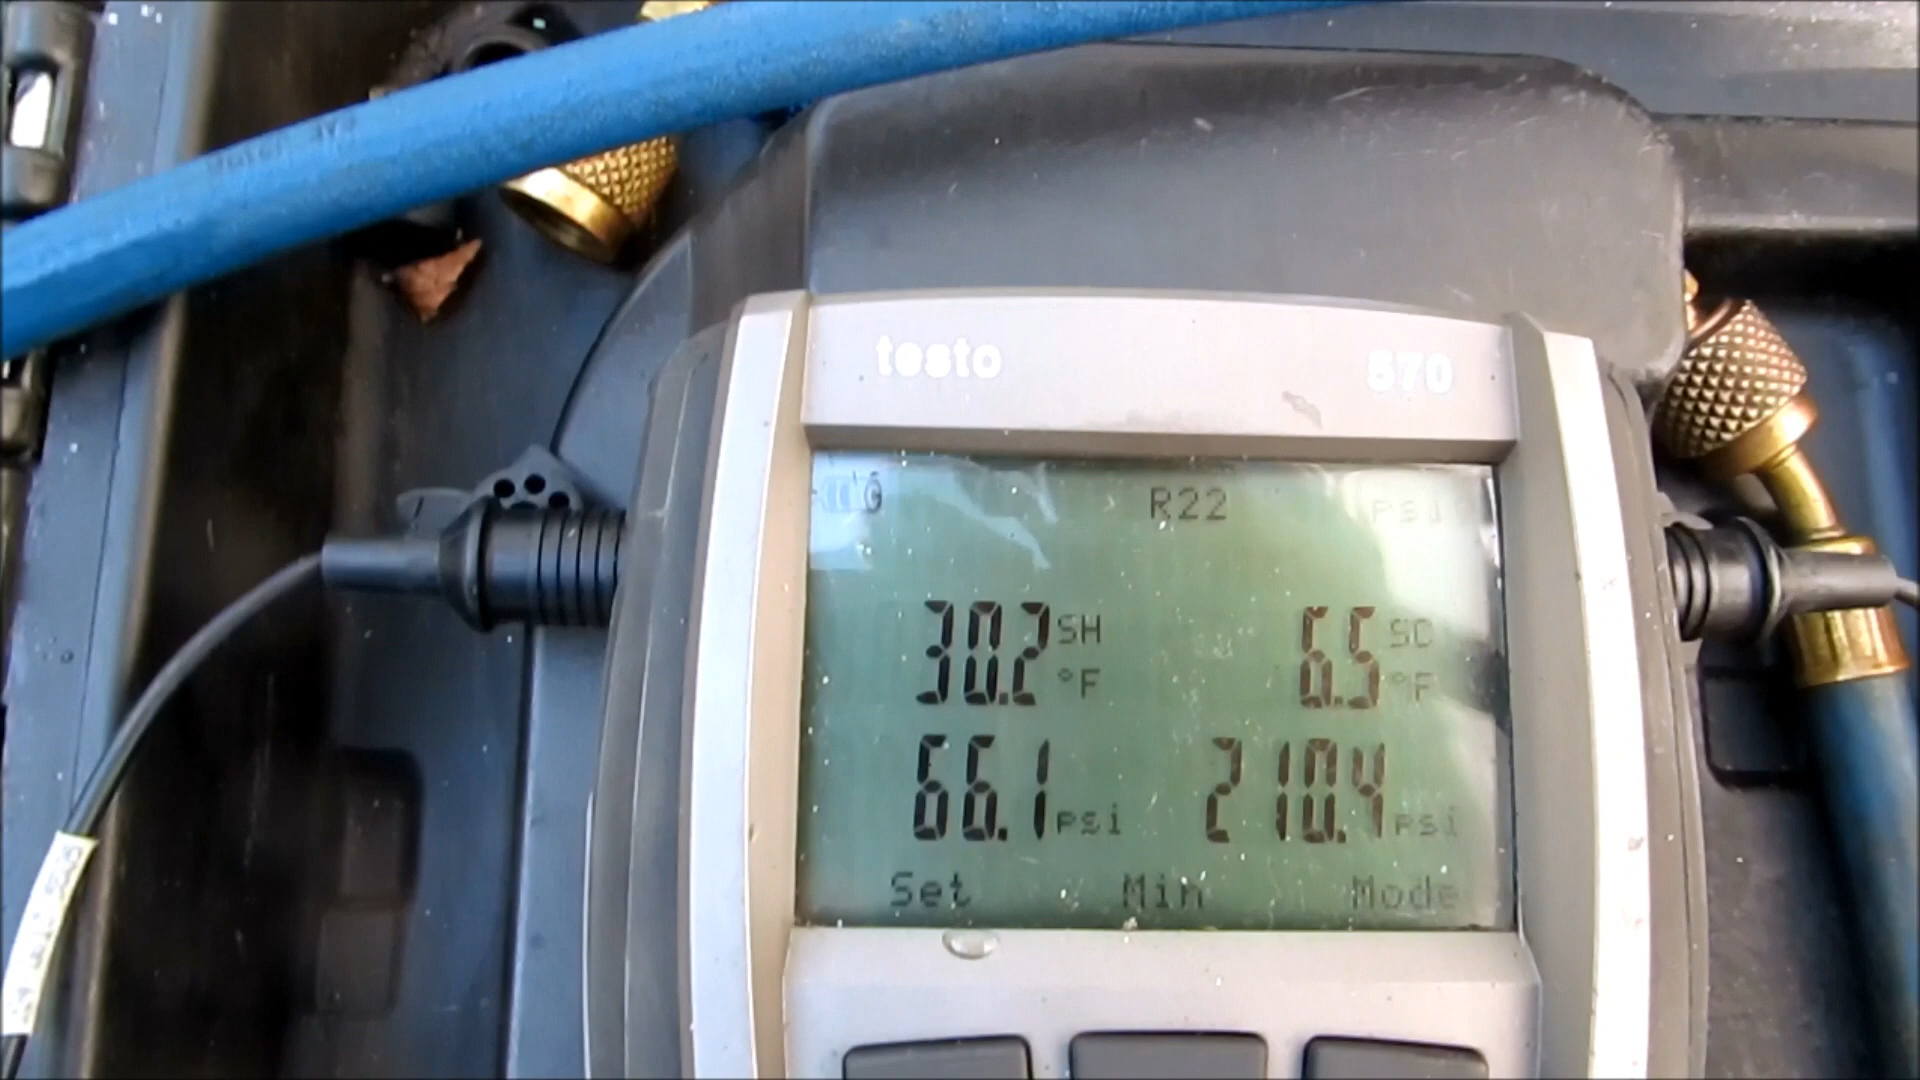 testo 570
R22 psi
30.2 SH °F 6.5 SC °F
66.1 psi 210.4 psi
Set Min Mode